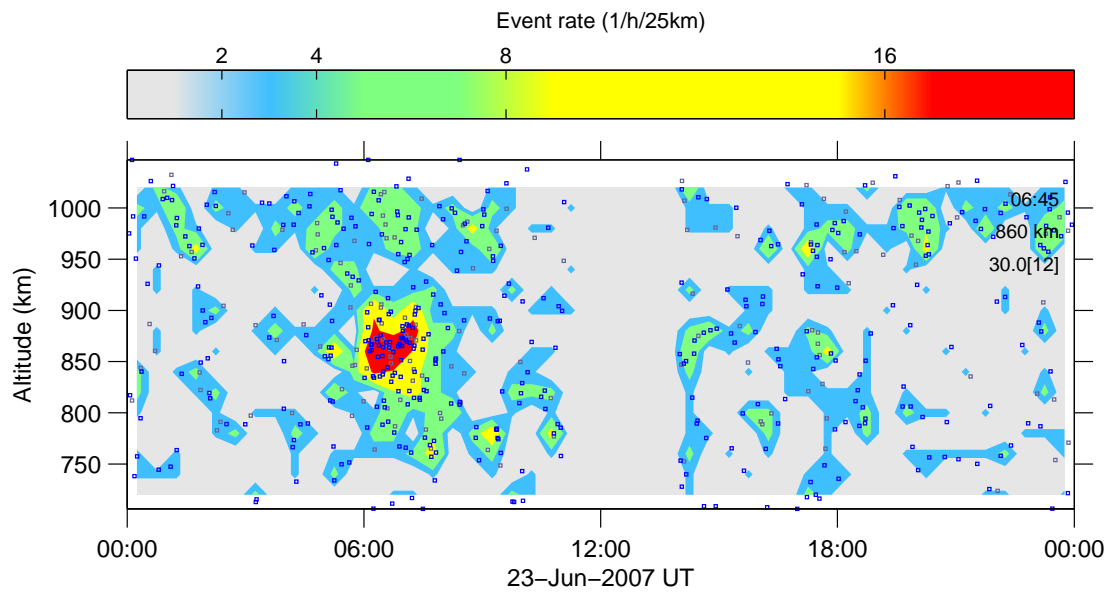 Event rate (1/h/25km)
2 4 8 16
1000
950
900
850
800
750
Altitude (km)
06:45
860 km
30.0[12]
00:00 06:00 12:00 18:00 00:00
23−Jun−2007 UT